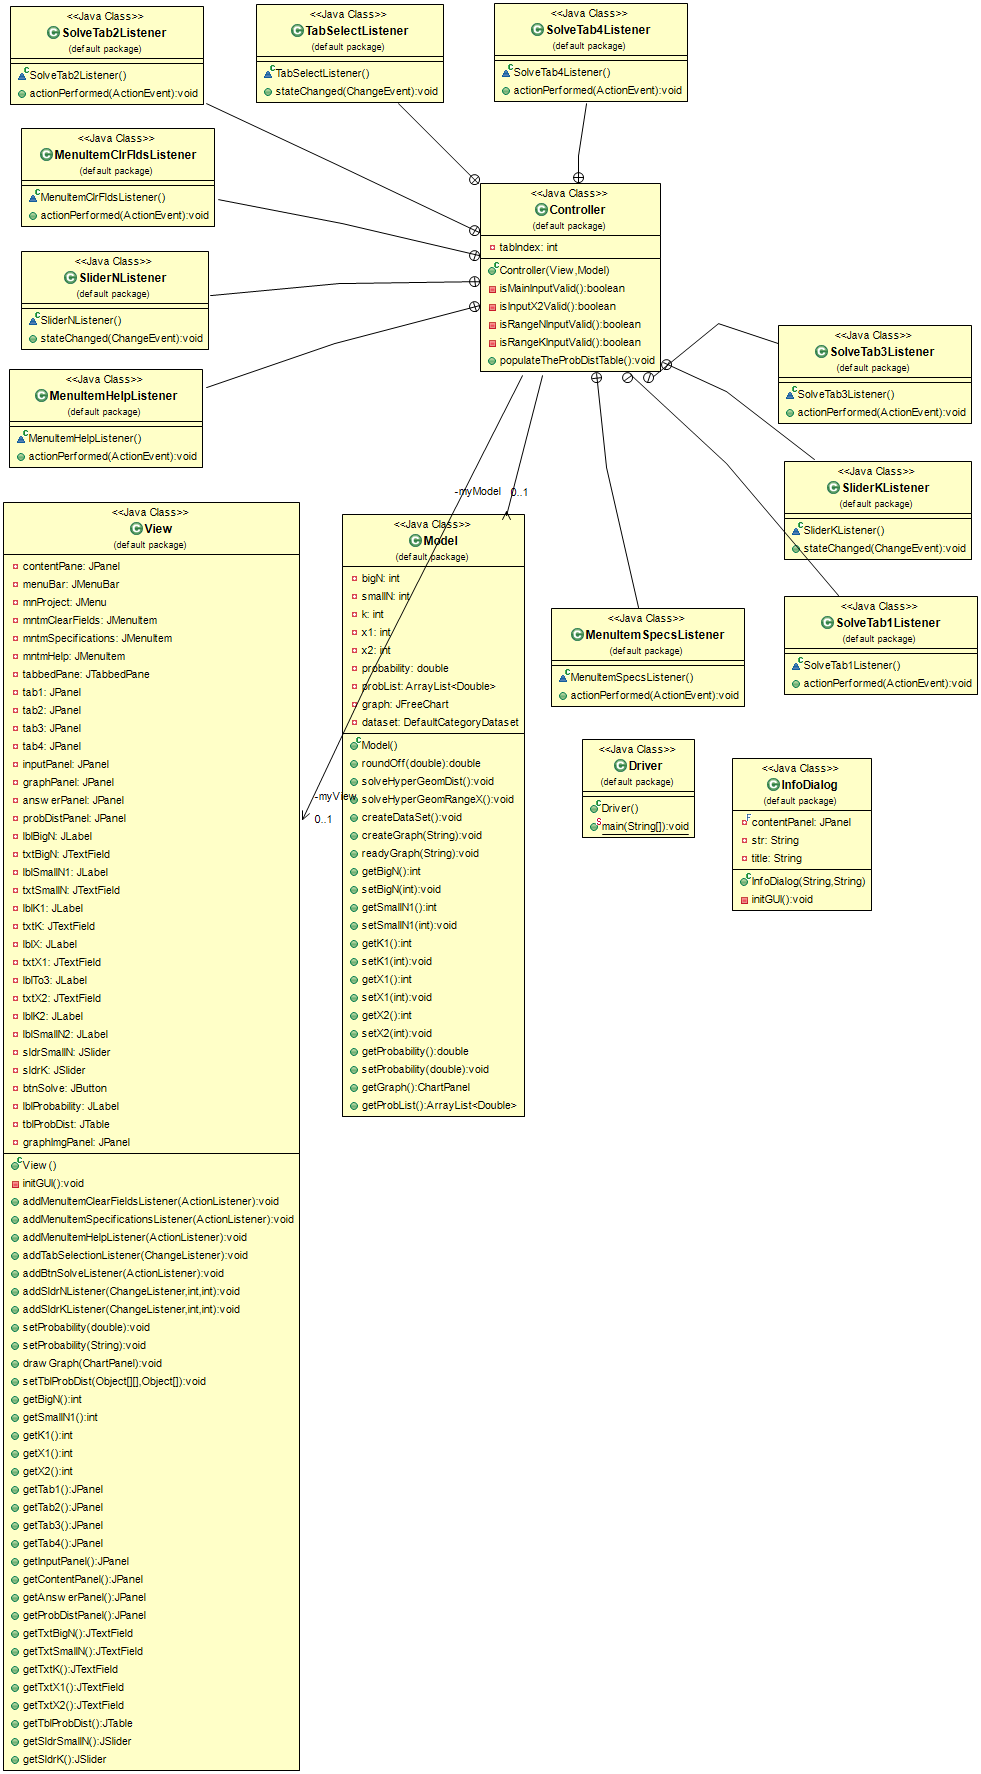 <<Java Class>>
SolveTab2Listener
(default package)
SolveTab2Listener()
actionPerformed(ActionEvent):void
<<Java Class>>
TabSelectListener
(default package)
TabSelectListener()
stateChanged(ChangeEvent):void
<<Java Class>>
SolveTab4Listener
(default package)
SolveTab4Listener()
actionPerformed(ActionEvent):void
<<Java Class>>
MenuItemClrFldsListener
(default package)
MenuItemClrFldsListener()
actionPerformed(ActionEvent):void
<<Java Class>>
Controller
(default package)
tabIndex: int
Controller(View,Model)
isMainInputValid():boolean
isInputX2Valid():boolean
isRangeNInputValid():boolean
isRangeKInputValid():boolean
populateTheProbDistTable():void
<<Java Class>>
SliderNListener
(default package)
SliderNListener()
stateChanged(ChangeEvent):void
<<Java Class>>
SolveTab3Listener
(default package)
SolveTab3Listener()
actionPerformed(ActionEvent):void
<<Java Class>>
MenuItemHelpListener
(default package)
MenuItemHelpListener()
actionPerformed(ActionEvent):void
<<Java Class>>
SliderKListener
(default package)
SliderKListener()
stateChanged(ChangeEvent):void
-myModel
0..1
<<Java Class>>
View
(default package)
contentPane: JPanel
menuBar: JMenuBar
mnProject: JMenu
mntmClearFields: JMenuItem
mntmSpecifications: JMenuItem
mntmHelp: JMenuItem
tabbedPane: JTabbedPane
tab1: JPanel
tab2: JPanel
tab3: JPanel
tab4: JPanel
inputPanel: JPanel
graphPanel: JPanel
answerPanel: JPanel
probDistPanel: JPanel
lblBigN: JLabel
txtBigN: JTextField
lblSmallN1: JLabel
txtSmallN: JTextField
lblK1: JLabel
txtK: JTextField
lblX: JLabel
txtX1: JTextField
lblTo3: JLabel
txtX2: JTextField
lblK2: JLabel
lblSmallN2: JLabel
sldrSmallN: JSlider
sldrK: JSlider
btnSolve: JButton
lblProbability: JLabel
tblProbDist: JTable
graphImgPanel: JPanel
View()
initGUI():void
addMenuItemClearFieldsListener(ActionListener):void
addMenuItemSpecificationsListener(ActionListener):void
addMenuItemHelpListener(ActionListener):void
addTabSelectionListener(ChangeListener):void
addBtnSolveListener(ActionListener):void
addSldrNListener(ChangeListener,int,int):void
addSldrKListener(ChangeListener,int,int):void
setProbability(double):void
setProbability(String):void
drawGraph(ChartPanel):void
setTblProbDist(Object[][],Object[]):void
getBigN():int
getSmallN1():int
getK1():int
getX1():int
getX2():int
getTab1():JPanel
getTab2():JPanel
getTab3():JPanel
getTab4():JPanel
getInputPanel():JPanel
getContentPanel():JPanel
getAnswerPanel():JPanel
getProbDistPanel():JPanel
getTxtBigN():JTextField
getTxtSmallN():JTextField
getTxtK():JTextField
getTxtX1():JTextField
getTxtX2():JTextField
getTblProbDist():JTable
getSldrSmallN():JSlider
getSldrK():JSlider
-myView
0..1
<<Java Class>>
Model
(default package)
bigN: int
smallN: int
k: int
x1: int
x2: int
probability: double
probList: ArrayList<Double>
graph: JFreeChart
dataset: DefaultCategoryDataset
Model()
roundOff(double):double
solveHyperGeomDist():void
solveHyperGeomRangeX():void
createDataSet():void
createGraph(String):void
readyGraph(String):void
getBigN():int
setBigN(int):void
getSmallN1():int
setSmallN1(int):void
getK1():int
setK1(int):void
getX1():int
setX1(int):void
getX2():int
setX2(int):void
getProbability():double
setProbability(double):void
getGraph():ChartPanel
getProbList():ArrayList<Double>
<<Java Class>>
MenuItemSpecsListener
(default package)
MenuItemSpecsListener()
actionPerformed(ActionEvent):void
<<Java Class>>
SolveTab1Listener
(default package)
SolveTab1Listener()
actionPerformed(ActionEvent):void
<<Java Class>>
Driver
(default package)
Driver()
main(String[]):void
<<Java Class>>
InfoDialog
(default package)
contentPanel: JPanel
str: String
title: String
InfoDialog(String,String)
initGUI():void